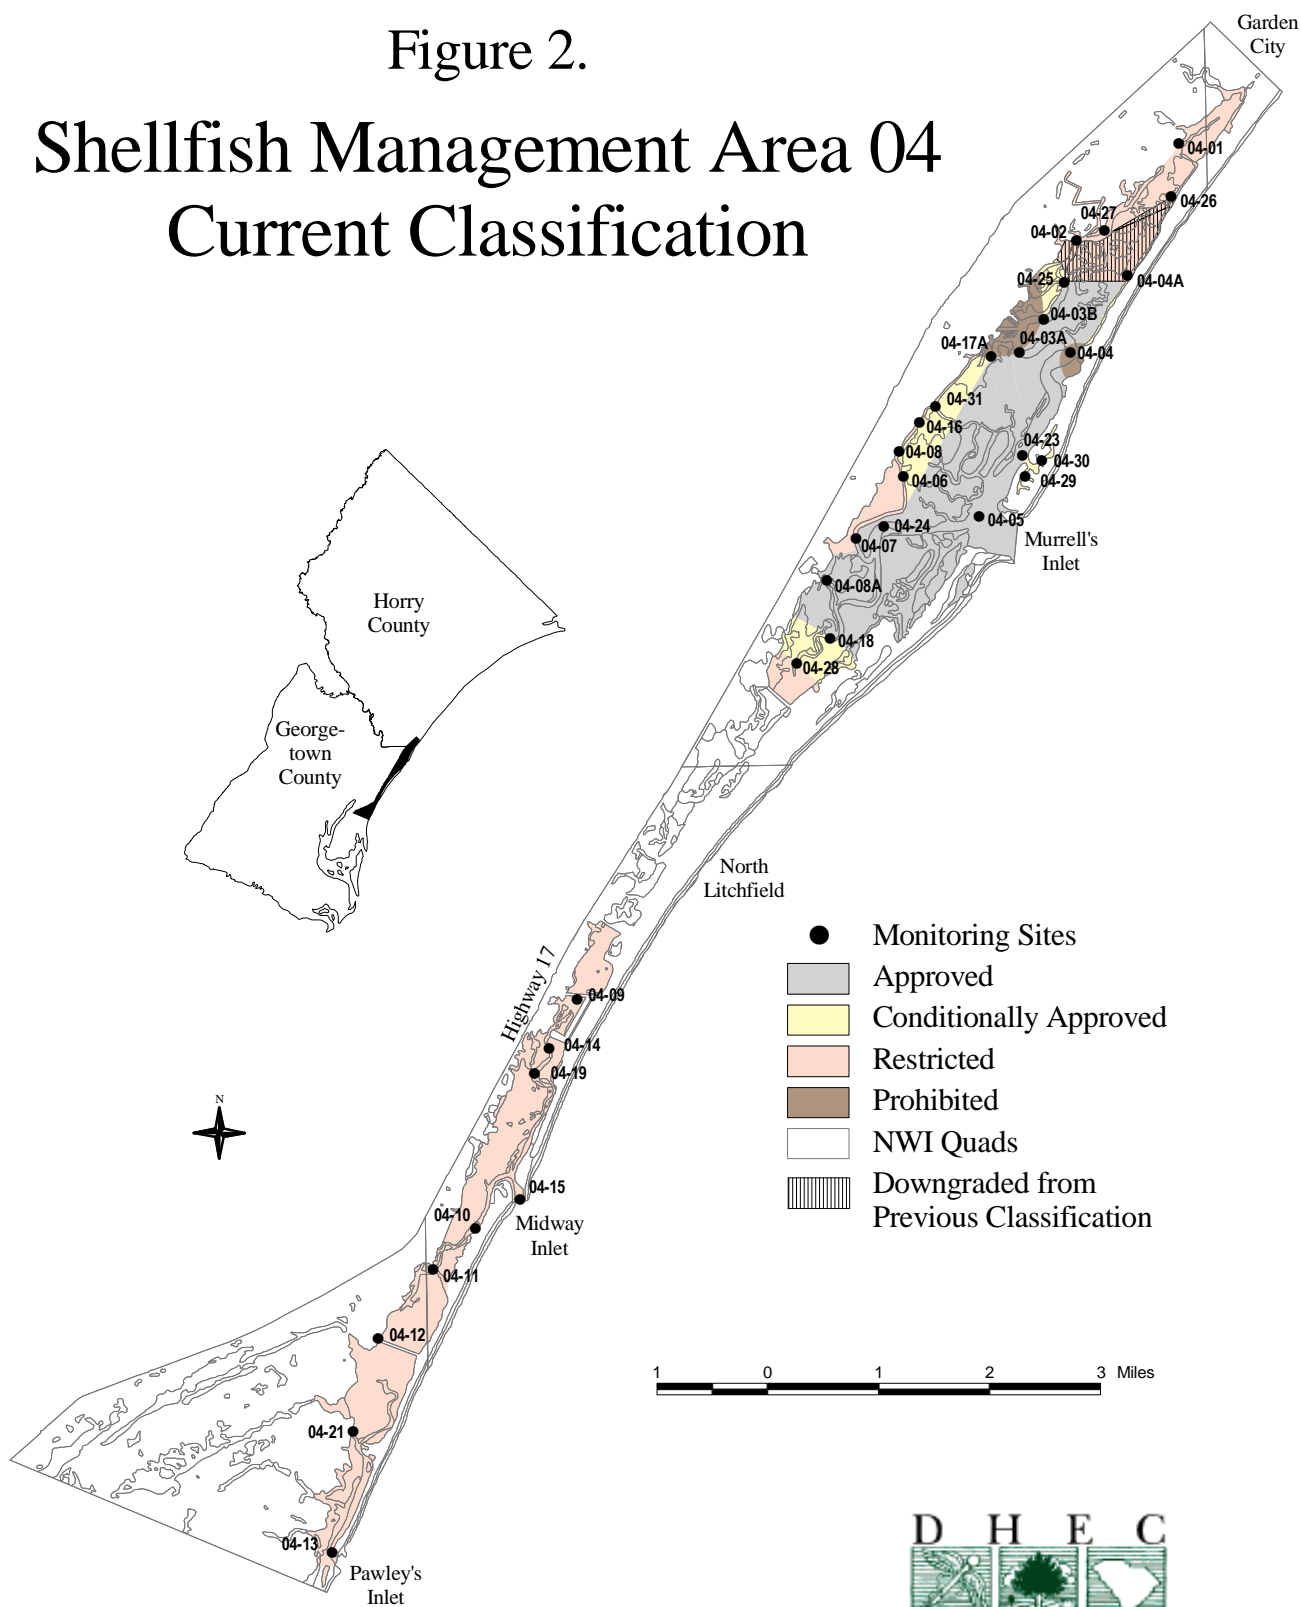 Figure 2.
Shellfish Management Area 04
Current Classification
Garden
City
04-01
04-26
04-27
04-02
04-25
04-04A
04-03B
04-03A
04-17A
04-04
04-31
04-16
04-23
04-08
04-30
04-06
04-29
04-05
04-24
04-07
Murrell's
Inlet
04-08A
04-18
04-28
Horry
County
George-
town
County
North
Litchfield
Highway 17
04-09
04-14
04-19
04-15
04-10
Midway
Inlet
04-11
04-12
04-21
04-13
Pawley's
Inlet
N
Monitoring Sites
Approved
Conditionally Approved
Restricted
Prohibited
NWI Quads
Downgraded from
Previous Classification
1 0 1 2 3 Miles
D H E C